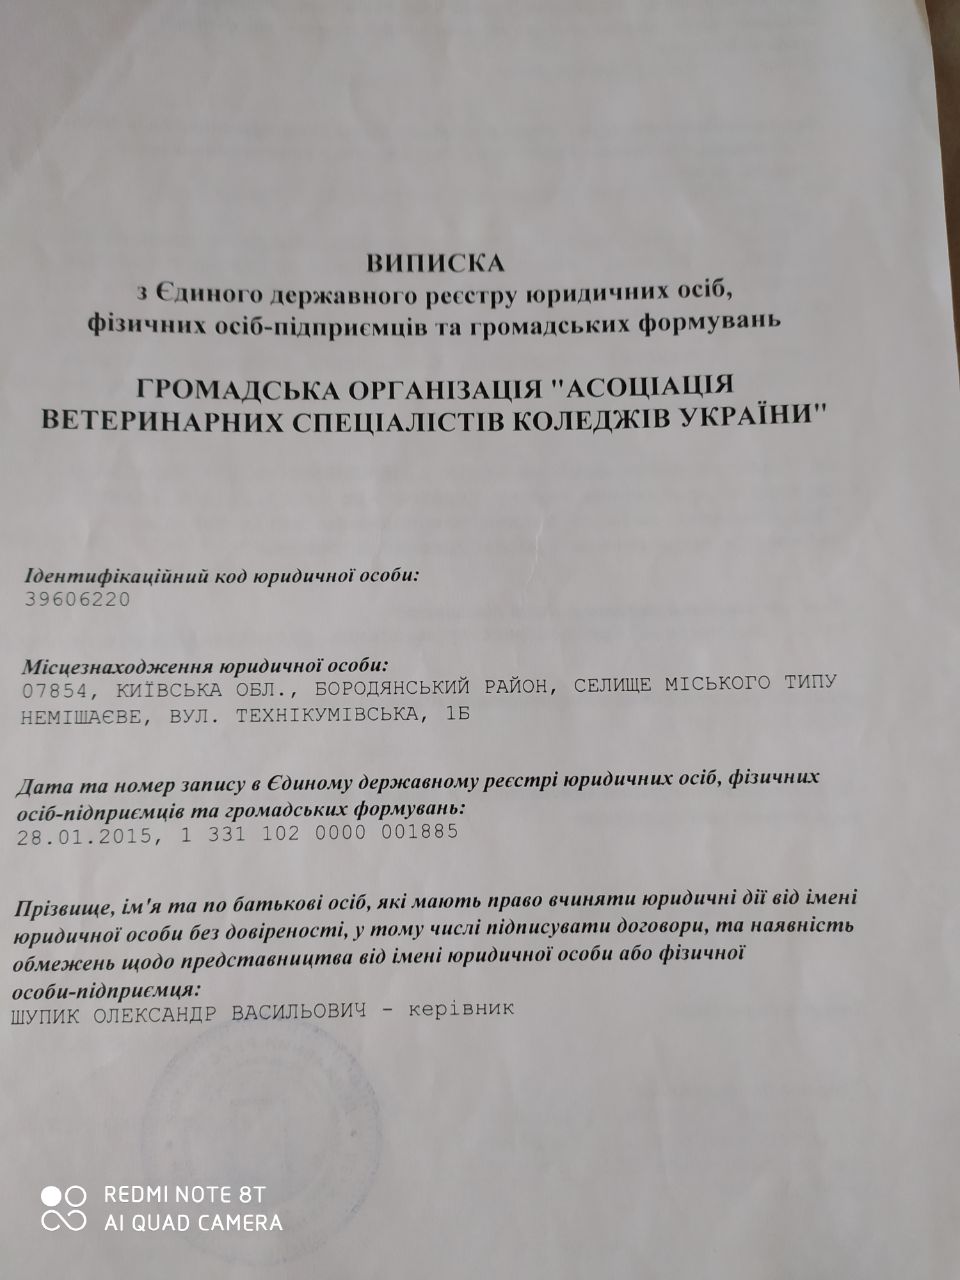 ВИПИСКА
з Єдиного державного реєстру юридичних осіб,
фізичних осіб-підприємців та громадських формувань
ГРОМАДСЬКА ОРГАНІЗАЦІЯ "АСОЦІАЦІЯ
ВЕТЕРИНАРНИХ СПЕЦІАЛІСТІВ КОЛЕДЖІВ УКРАЇНИ"
Ідентифікаційний код юридичної особи:
39606220
Місцезнаходження юридичної особи:
07854, КИЇВСЬКА ОБЛ., БОРОДЯНСЬКИЙ РАЙОН, СЕЛИЩЕ МІСЬКОГО ТИПУ
НЕМІШАЄВЕ, ВУЛ. ТЕХНІКУМІВСЬКА, 1Б
Дата та номер запису в Єдиному державному реєстрі юридичних осіб, фізичних
осіб-підприємців та громадських формувань:
28.01.2015, 1 331 102 0000 001885
Прізвище, ім'я та по батькові осіб, які мають право вчиняти юридичні дії від імені
юридичної особи без довіреності, у тому числі підписувати договори, та наявність
обмежень щодо представництва від імені юридичної особи або фізичної
особи-підприємця:
ШУПИК ОЛЕКСАНДР ВАСИЛЬОВИЧ - керівник
REDMI NOTE 8T
AI QUAD CAMERA